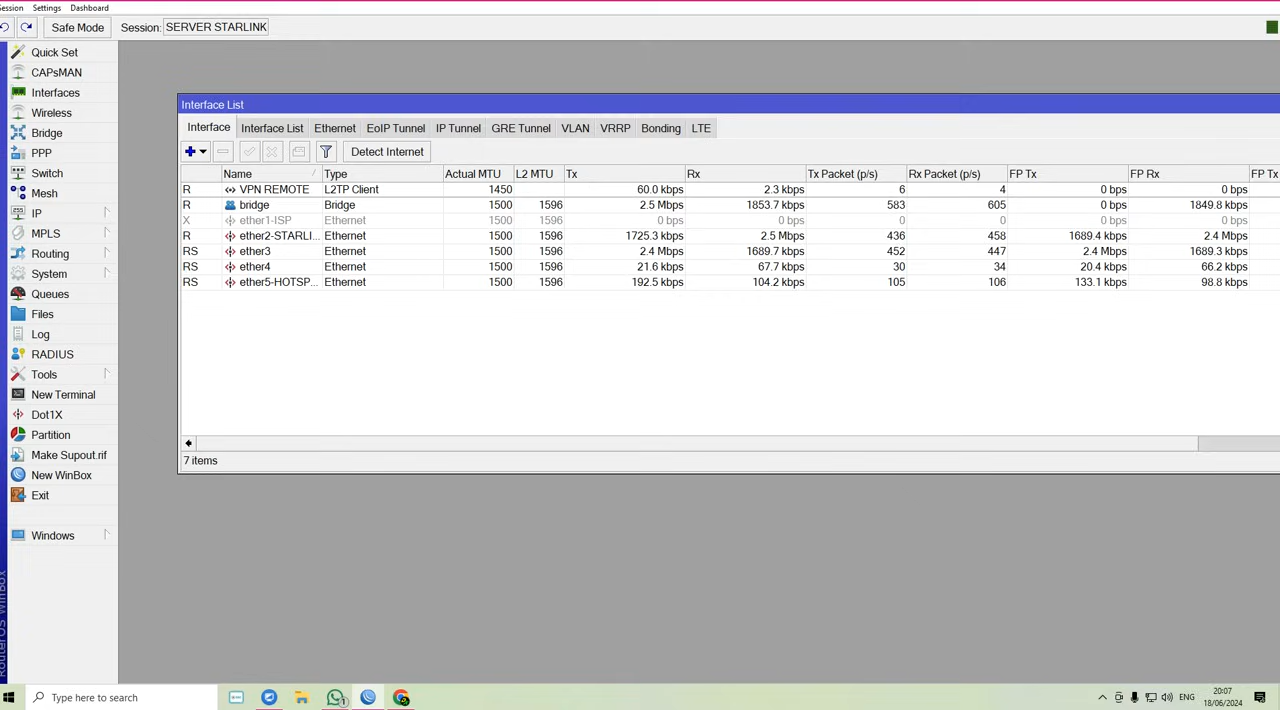 Session Settings Dashboard
Safe Mode Session: SERVER STARLINK
Quick Set
CAPsMAN
Interfaces
Wireless
Bridge
PPP
Switch
Mesh
IP
MPLS
Routing
System
Queues
Files
Log
RADIUS
Tools
New Terminal
Dot1X
Partition
Make Supout.rif
New WinBox
Exit
Windows
RouterOS WinBox
Interface List
Interface Interface List Ethernet EoIP Tunnel IP Tunnel GRE Tunnel VLAN VRRP Bonding LTE
Detect Internet
Name Type Actual MTU L2 MTU Tx Rx Tx Packet (p/s) Rx Packet (p/s) FP Tx FP Rx FP Tx
R VPN REMOTE L2TP Client 1450 60.0 kbps 2.3 kbps 6 4 0 bps 0 bps
R bridge Bridge 1500 1596 2.5 Mbps 1853.7 kbps 583 605 0 bps 1849.8 kbps
X ether1-ISP Ethernet 1500 1596 0 bps 0 bps 0 0 0 bps 0 bps
R ether2-STARLI... Ethernet 1500 1596 1725.3 kbps 2.5 Mbps 436 458 1689.4 kbps 2.4 Mbps
RS ether3 Ethernet 1500 1596 2.4 Mbps 1689.7 kbps 452 447 2.4 Mbps 1689.3 kbps
RS ether4 Ethernet 1500 1596 21.6 kbps 67.7 kbps 30 34 20.4 kbps 66.2 kbps
RS ether5-HOTSP... Ethernet 1500 1596 192.5 kbps 104.2 kbps 105 106 133.1 kbps 98.8 kbps
7 items
Type here to search
1
ENG
20:07
18/06/2024